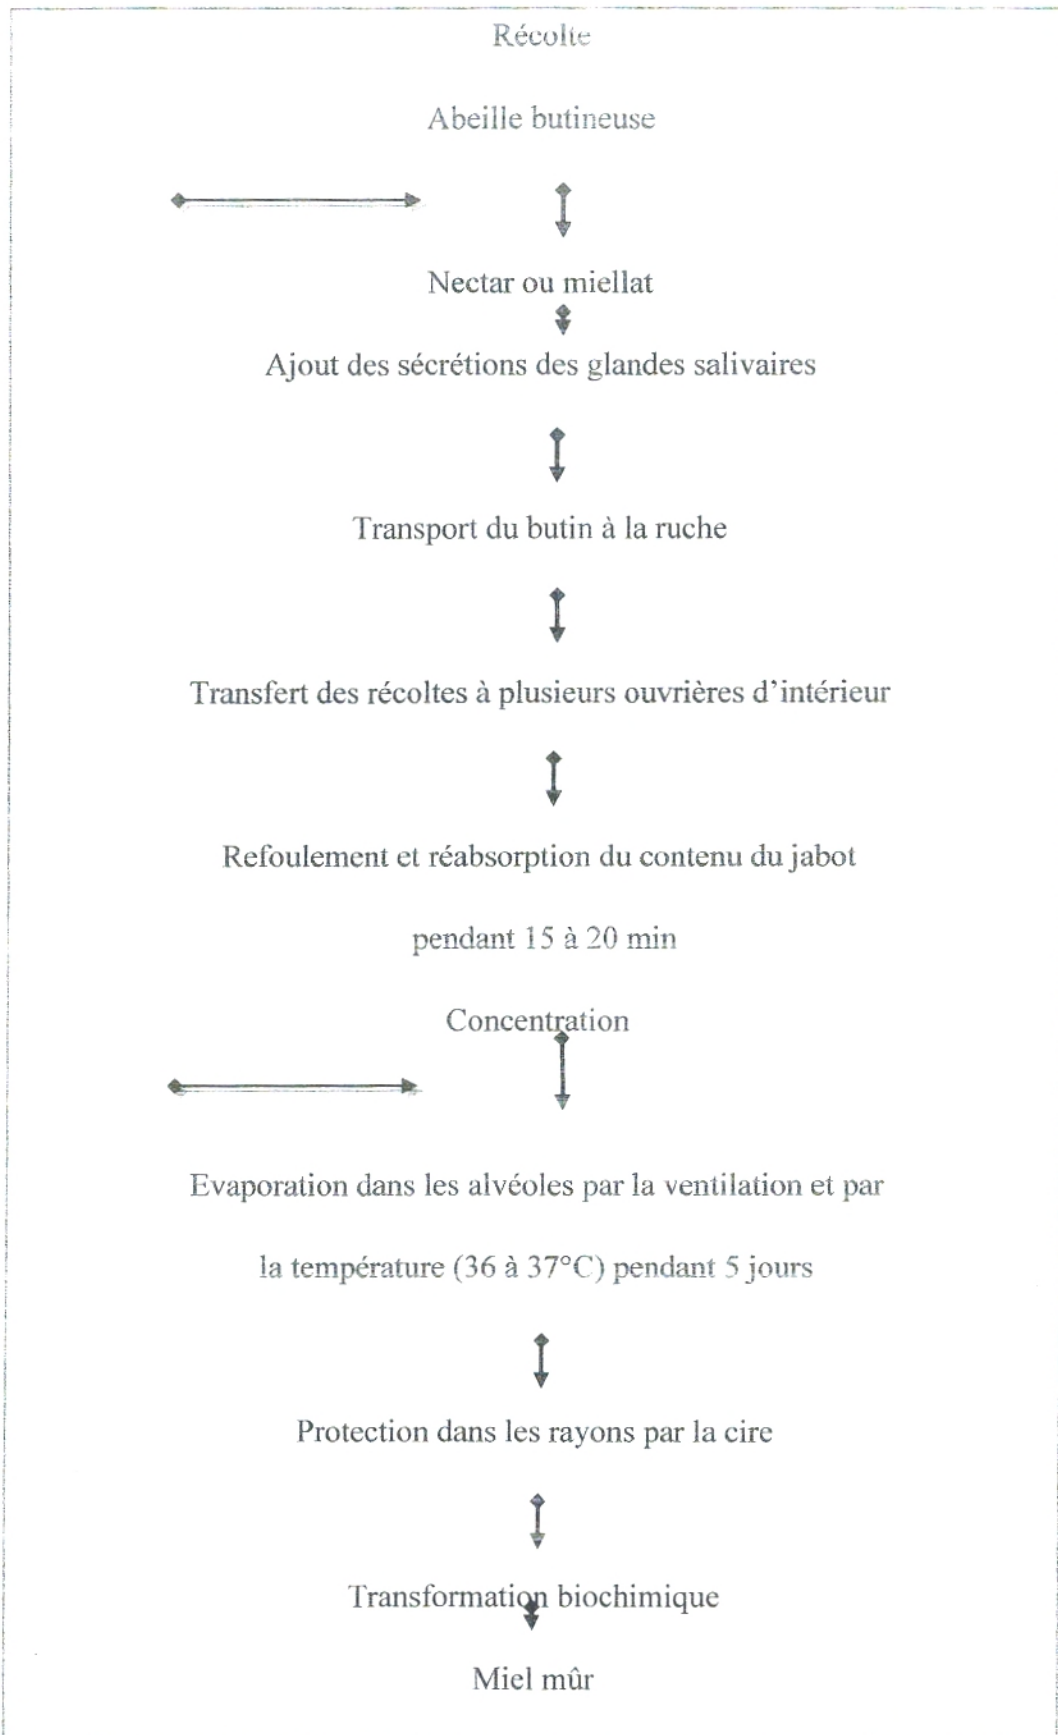 Récolte
Abeille butineuse
Nectar ou miellat
Ajout des sécrétions des glandes salivaires
Transport du butin à la ruche
Transfert des récoltes à plusieurs ouvrières d'intérieur
Refoulement et réabsorption du contenu du jabot
pendant 15 à 20 min
Concentration
Evaporation dans les alvéoles par la ventilation et par
la température (36 à 37°C) pendant 5 jours
Protection dans les rayons par la cire
Transformation biochimique
Miel mûr